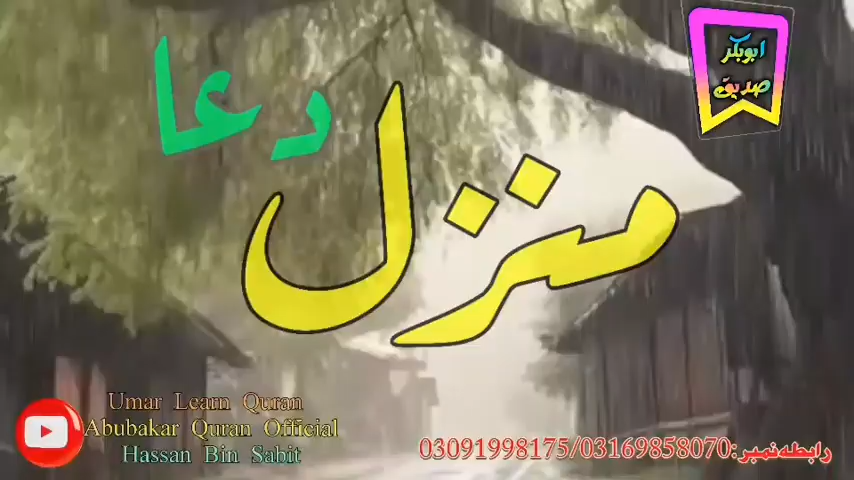 ابوبکر
صدیق
منزل
دعا
Umar Learn Quran
Abubakar Quran Official
Hassan Bin Sabit
رابطہ نمبر:03091998175/03169858070